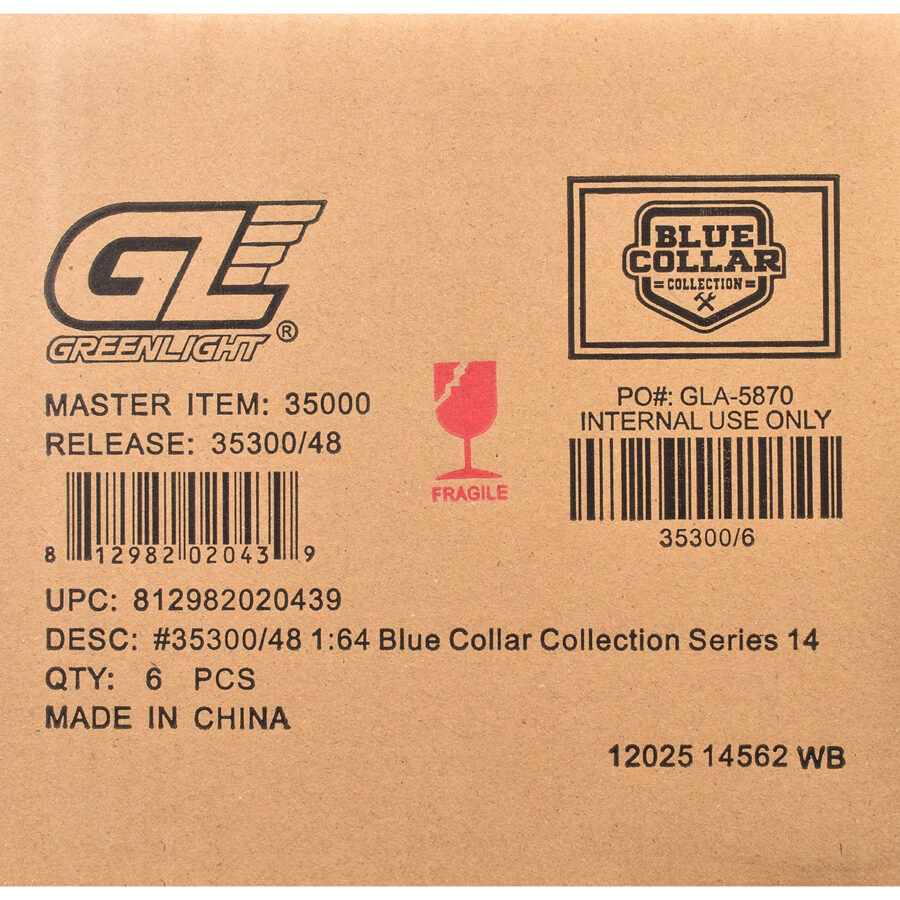 GL
GREENLIGHT®
MASTER ITEM: 35000
RELEASE: 35300/48
8 12982 02043 9
UPC: 812982020439
DESC: #35300/48 1:64 Blue Collar Collection Series 14
QTY: 6 PCS
MADE IN CHINA
FRAGILE
BLUE
COLLAR
COLLECTION
PO#: GLA-5870
INTERNAL USE ONLY
35300/6
12025 14562 WB